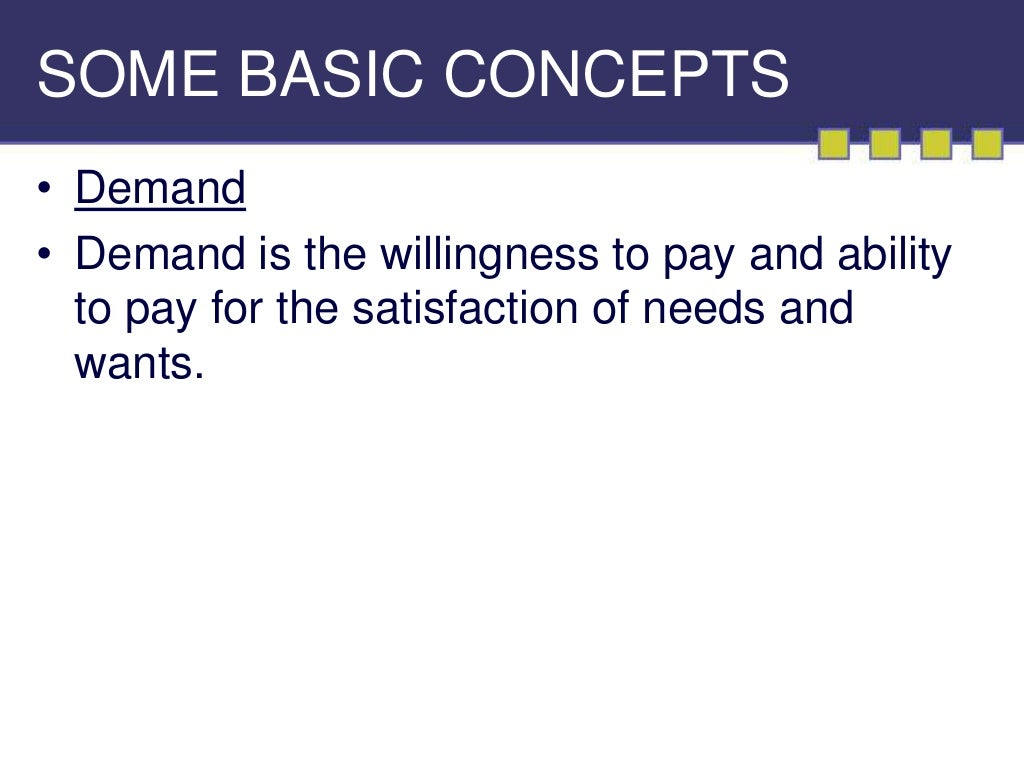 SOME BASIC CONCEPTS
• Demand
• Demand is the willingness to pay and ability
to pay for the satisfaction of needs and
wants.